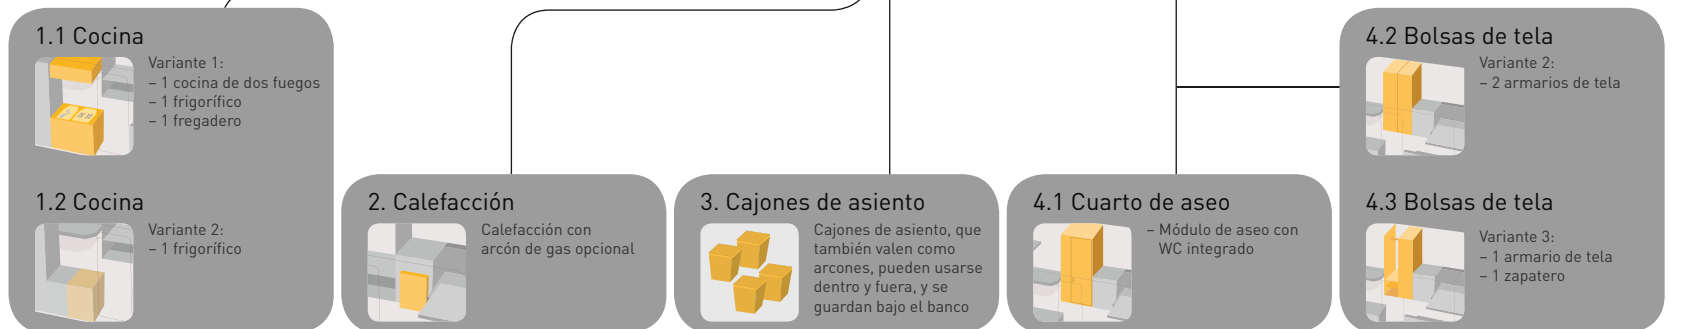 1.1 Cocina
Variante 1:
– 1 cocina de dos fuegos
– 1 frigorífico
– 1 fregadero
1.2 Cocina
Variante 2:
– 1 frigorífico
2. Calefacción
Calefacción con
arcón de gas opcional
3. Cajones de asiento
Cajones de asiento, que
también valen como
arcones, pueden usarse
dentro y fuera, y se
guardan bajo el banco
4.1 Cuarto de aseo
– Módulo de aseo con
WC integrado
4.2 Bolsas de tela
Variante 2:
– 2 armarios de tela
4.3 Bolsas de tela
Variante 3:
– 1 armario de tela
– 1 zapatero